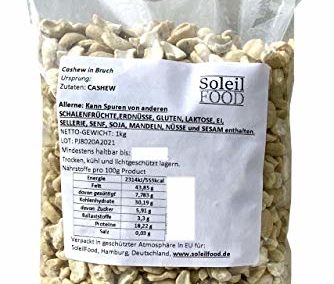 Cashew in Bruch
Ursprung:
Zutaten: CASHEW
Soleil
FOOD
Allerne: Kann Spuren von anderen
SCHALENFRÜCHTE,ERDNÜSSE, GLUTEN, LAKTOSE, EI,
SELLERIE, SENF, SOJA, MANDELN, NÜSSE und SESAM enthalten.
NETTO-GEWICHT: 1kg
LOT: PJ8020A2021
Mindestens haltbar bis
Trocken, kühl und lichtgeschützt lagern.
Nährstoffe pro 100g Product
Energie 2314kJ/559kcal
Fett 43,85 g
davon gesättigt 7,783 g
Kohlenhydrate 30,19 g
davon Zucker 5,91 g
Ballaststoffe 3,3 g
Proteine 18,22 g
Salz 0,03 g
Verpackt in geschützter Atmosphäre in EU für:
SoleilFood, Hamburg, Deutschland, www.soleilfood.de